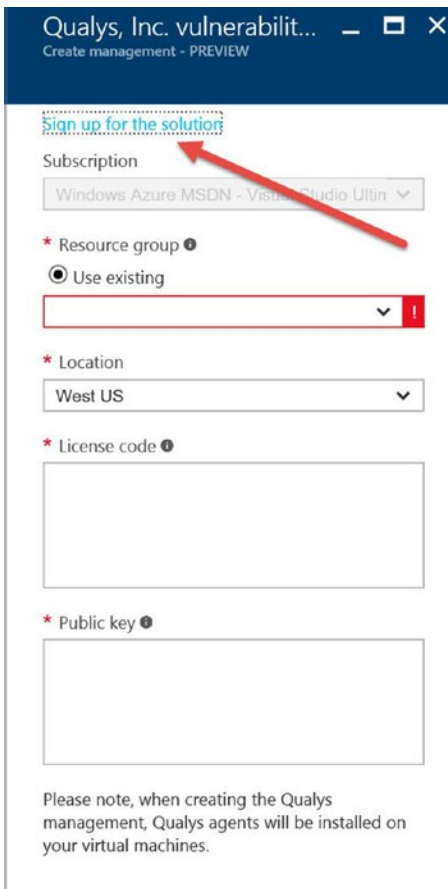 Qualys, Inc. vulnerabilit...
Create management - PREVIEW
Sign up for the solution
Subscription
Windows Azure MSDN - Visual Studio Ultin
* Resource group
Use existing
!
* Location
West US
* License code
* Public key
Please note, when creating the Qualys
management, Qualys agents will be installed on
your virtual machines.